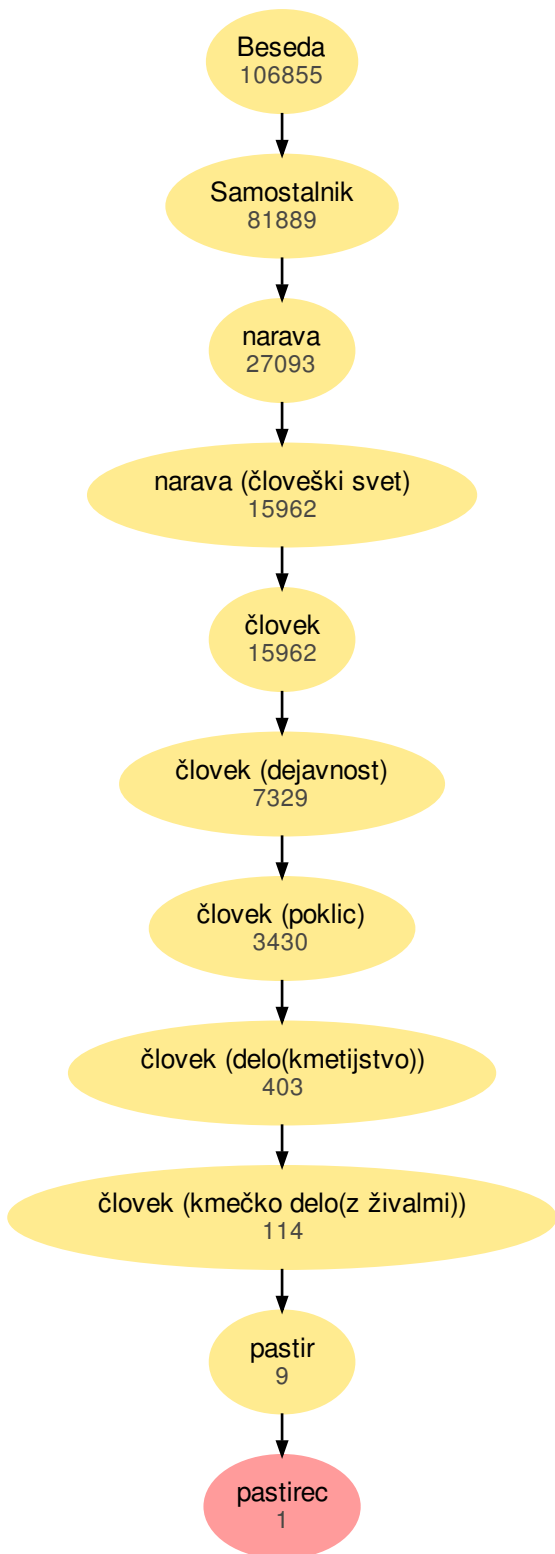 Beseda
106855
Samostalnik
81889
narava
27093
narava (človeški svet)
15962
človek
15962
človek (dejavnost)
7329
človek (poklic)
3430
človek (delo(kmetijstvo))
403
človek (kmečko delo(z živalmi))
114
pastir
9
pastirec
1